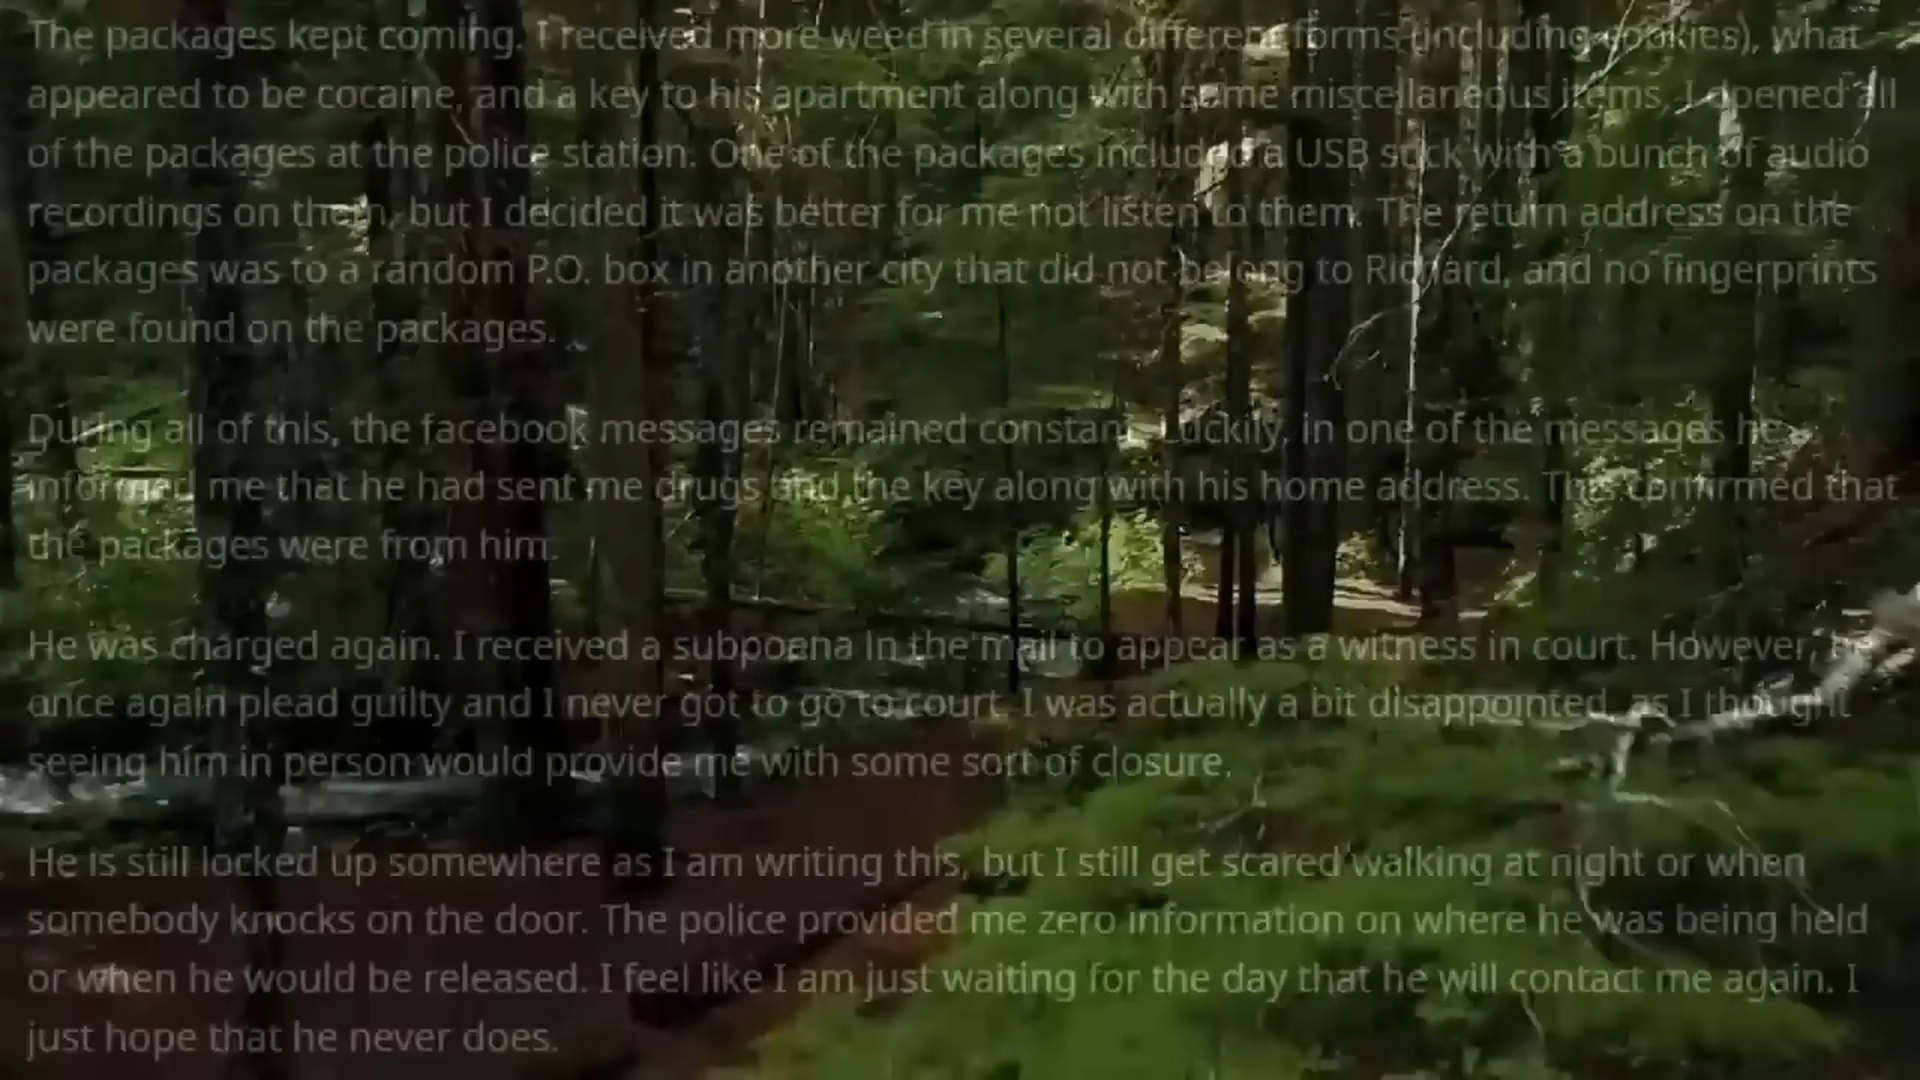 The packages kept coming. I received more weed in several different forms (including cookies), what
appeared to be cocaine, and a key to his apartment along with some miscellaneous items. I opened all
of the packages at the police station. One of the packages included a USB stick with a bunch of audio
recordings on them, but I decided it was better for me not listen to them. The return address on the
packages was to a random P.O. box in another city that did not belong to Richard, and no fingerprints
were found on the packages.
During all of this, the facebook messages remained constant. Luckily, in one of the messages he
informed me that he had sent me drugs and the key along with his home address. This confirmed that
the packages were from him.
He was charged again. I received a subpoena in the mail to appear as a witness in court. However, he
once again plead guilty and I never got to go to court. I was actually a bit disappointed, as I thought
seeing him in person would provide me with some sort of closure.
He is still locked up somewhere as I am writing this, but I still get scared walking at night or when
somebody knocks on the door. The police provided me zero information on where he was being held
or when he would be released. I feel like I am just waiting for the day that he will contact me again. I
just hope that he never does.